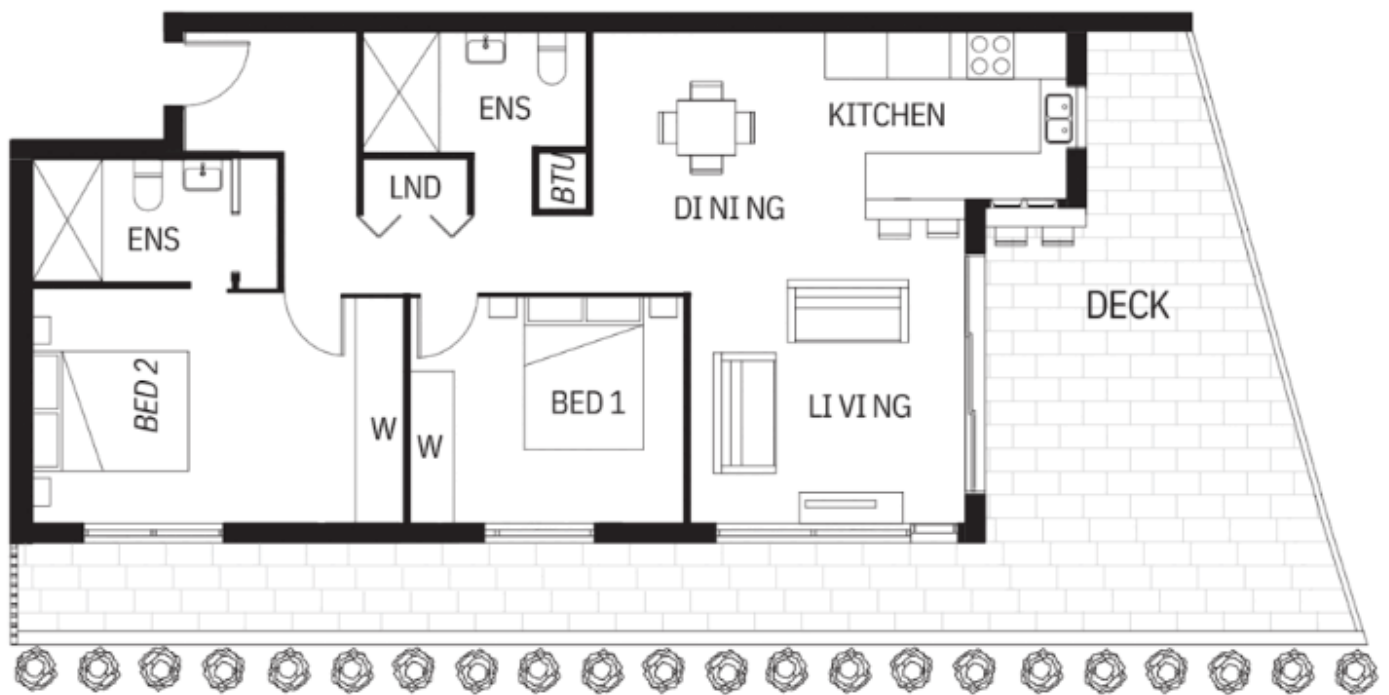 ENS
KITCHEN
LND
BTU
DINING
ENS
DECK
BED 2
BED 1
LIVING
W
W